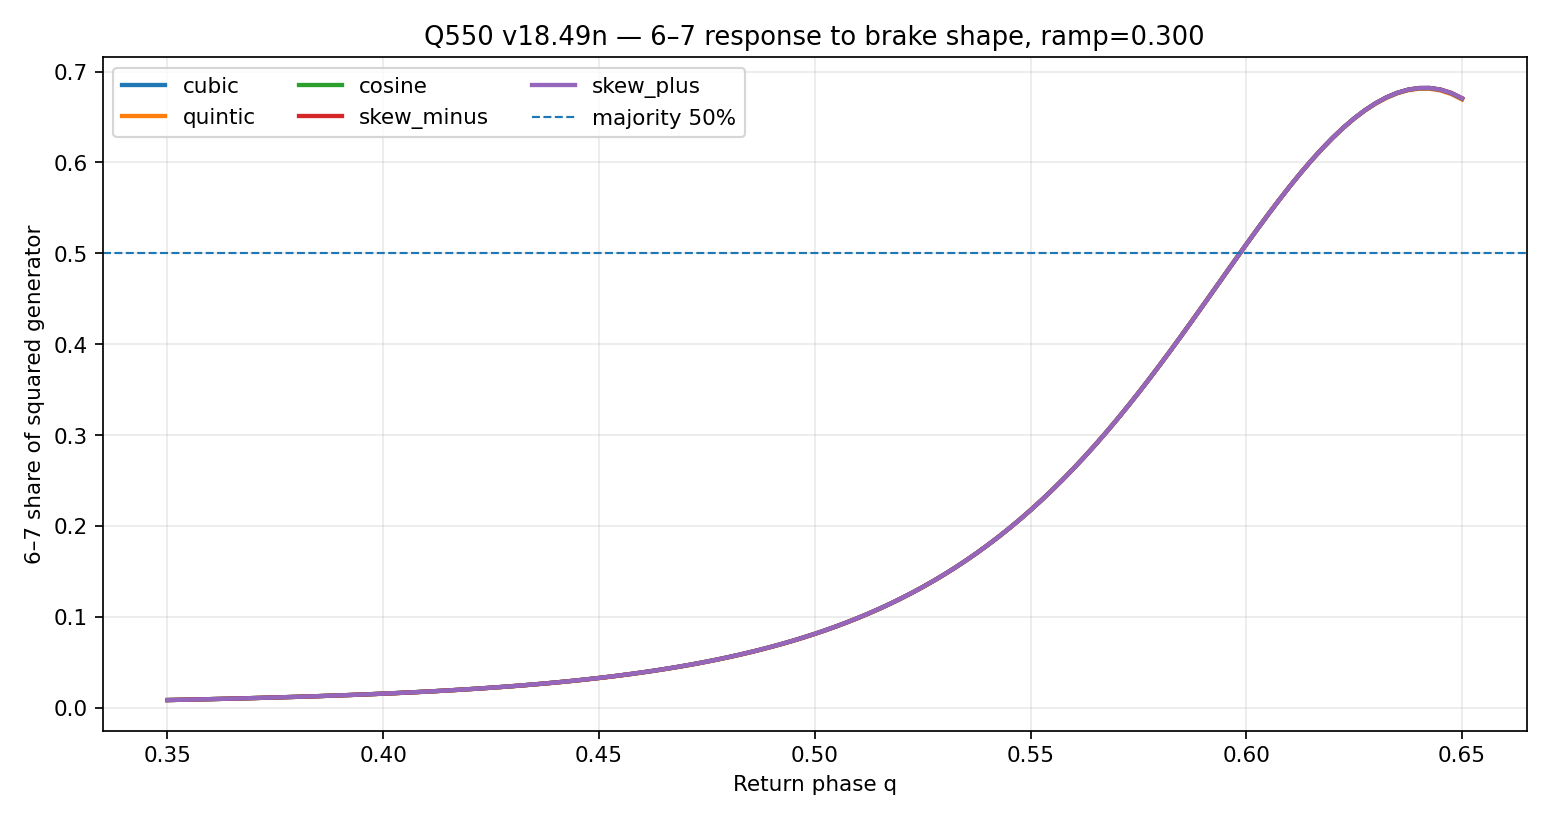 Q550 v18.49n — 6–7 response to brake shape, ramp=0.300
cubic
quintic
cosine
skew_minus
skew_plus
majority 50%
6–7 share of squared generator
0.7
0.6
0.5
0.4
0.3
0.2
0.1
0.0
0.35
0.40
0.45
0.50
0.55
0.60
0.65
Return phase q